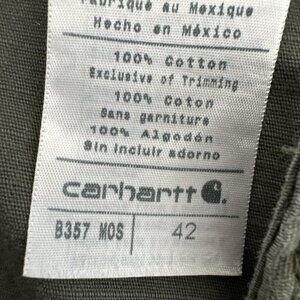 Fabriqué au Mexique
Hecho en México
100% Cotton
Exclusive of Trimming
100% Coton
Sans garniture
100% Algodón
Sin incluir adorno
carhartt
B357 MOS 42